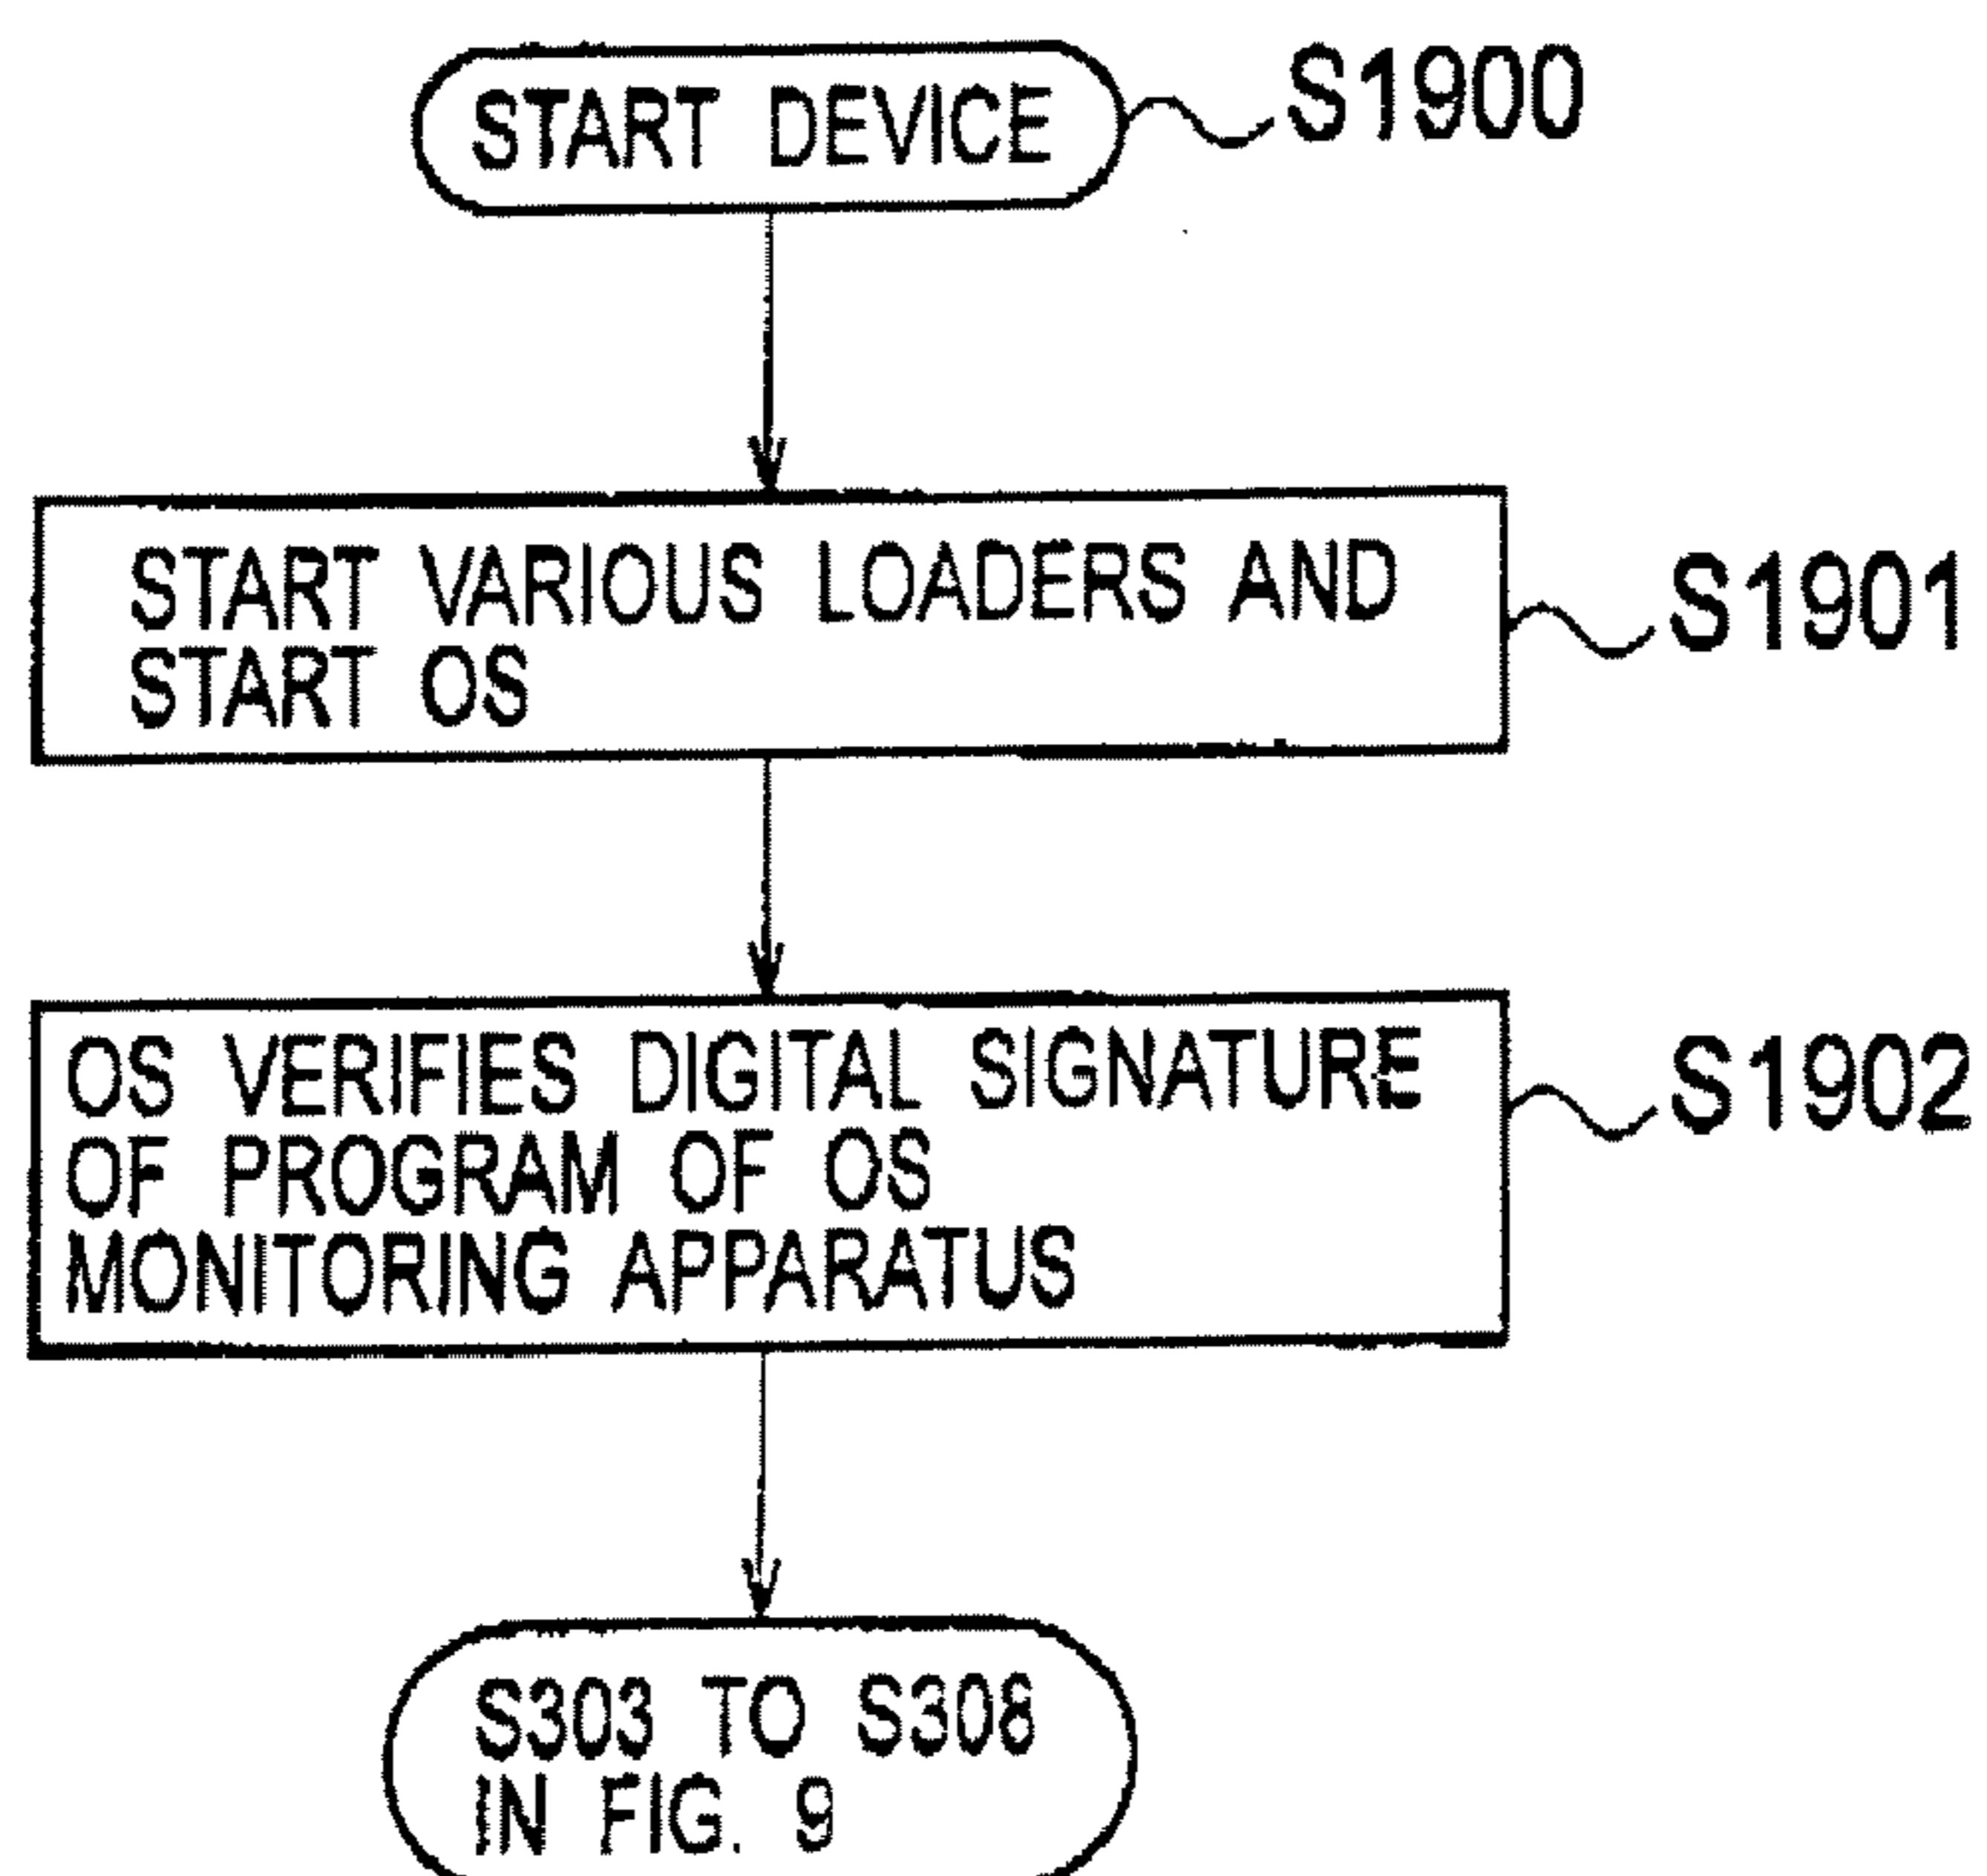 START DEVICE S1900
START VARIOUS LOADERS AND
START OS
S1901
OS VERIFIES DIGITAL SIGNATURE
OF PROGRAM OF OS
MONITORING APPARATUS
S1902
S303 TO S308
IN FIG. 9